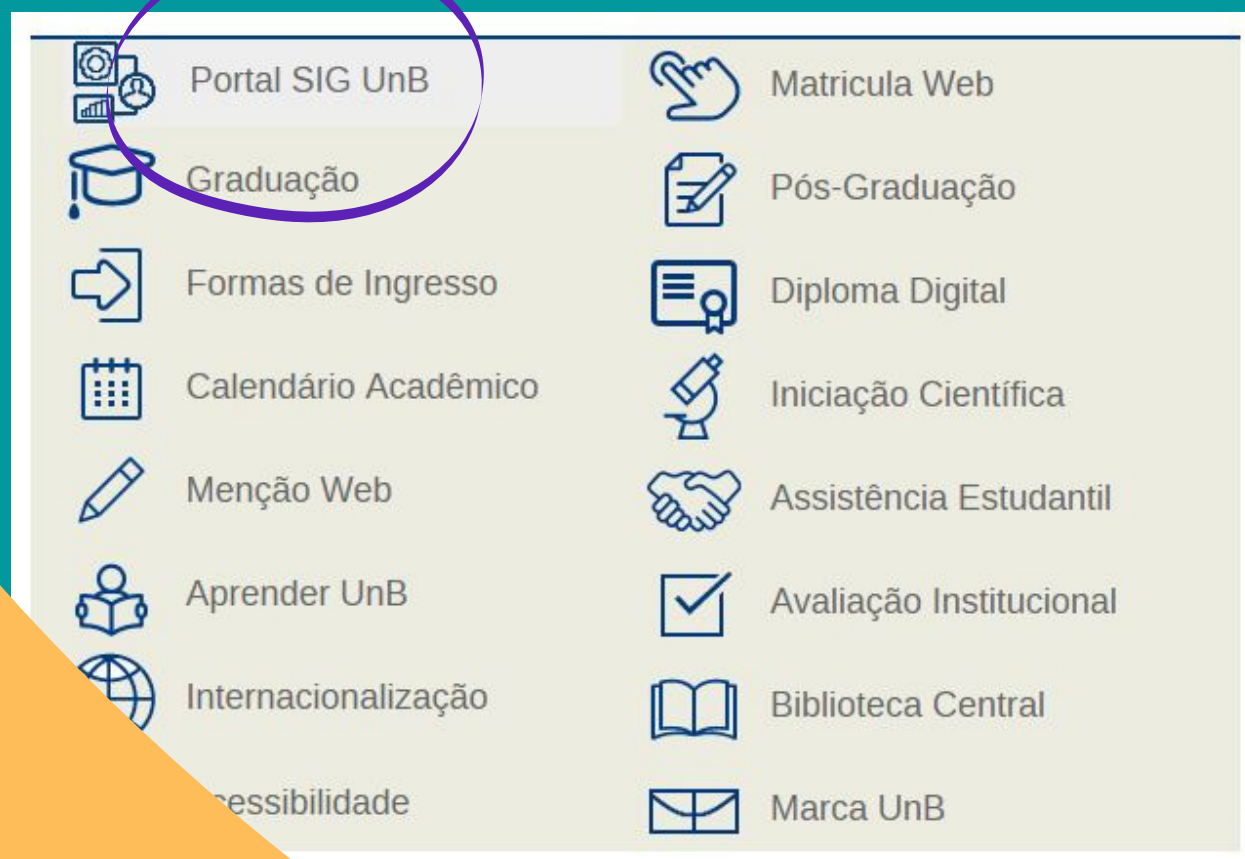 Portal SIG UnB
Matricula Web
Graduação
Pós-Graduação
Formas de Ingresso
Diploma Digital
Calendário Acadêmico
Iniciação Científica
Menção Web
Assistência Estudantil
Aprender UnB
Avaliação Institucional
Internacionalização
Biblioteca Central
cessibilidade
Marca UnB